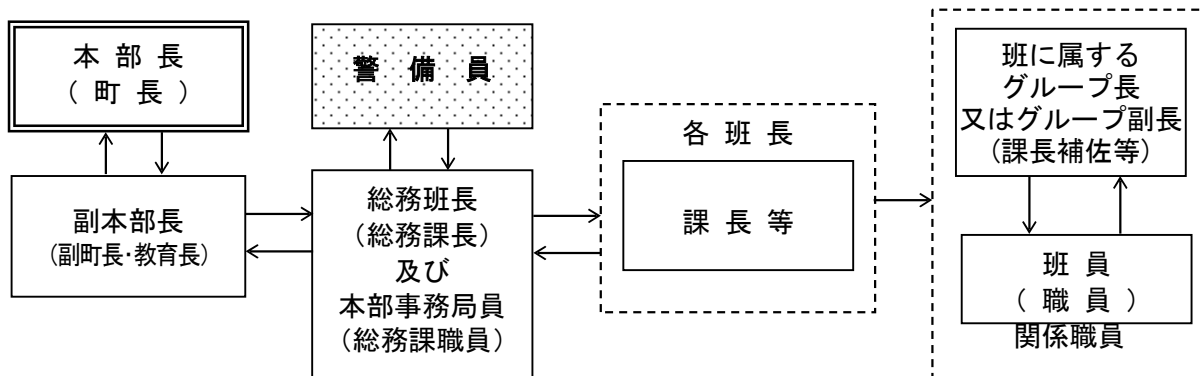 本 部 長
( 町 長 )
副本部長
(副町長・教育長)
警 備 員
総務班長
(総務課長)
及び
本部事務局員
(総務課職員)
各 班 長
課 長 等
班に属する
グループ長
又はグループ副長
(課長補佐等)
班 員
( 職 員 )
関係職員